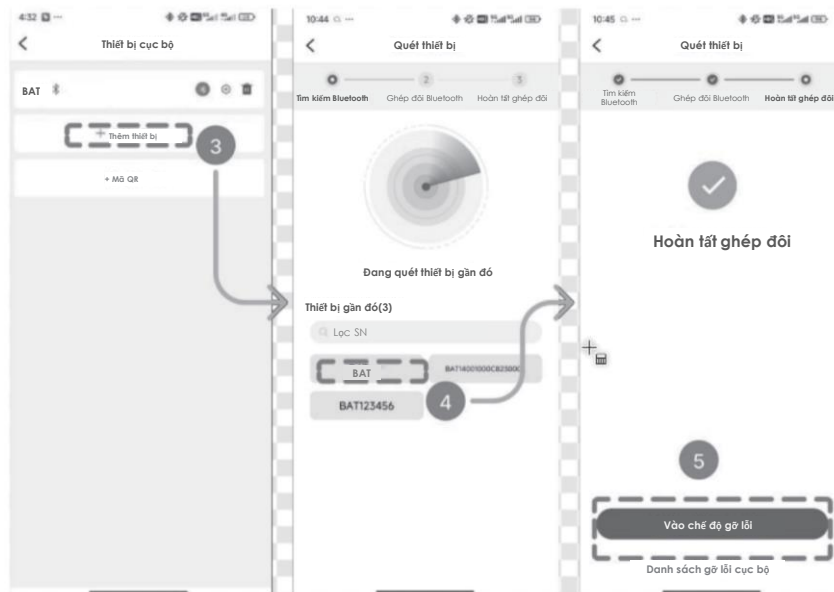 4:32
Thiết bị cục bộ
BAT
+ Thêm thiết bị
3
+ Mã QR
10:44
Quét thiết bị
2
3
Tìm kiếm Bluetooth
Ghép đôi Bluetooth
Hoàn tất ghép đôi
Đang quét thiết bị gần đó
Thiết bị gần đó(3)
Lọc SN
BAT
BAT123456
4
10:45
Quét thiết bị
Tìm kiếm
Bluetooth
Ghép đôi Bluetooth
Hoàn tất ghép đôi
Hoàn tất ghép đôi
5
Vào chế độ gỡ lỗi
Danh sách gỡ lỗi cục bộ